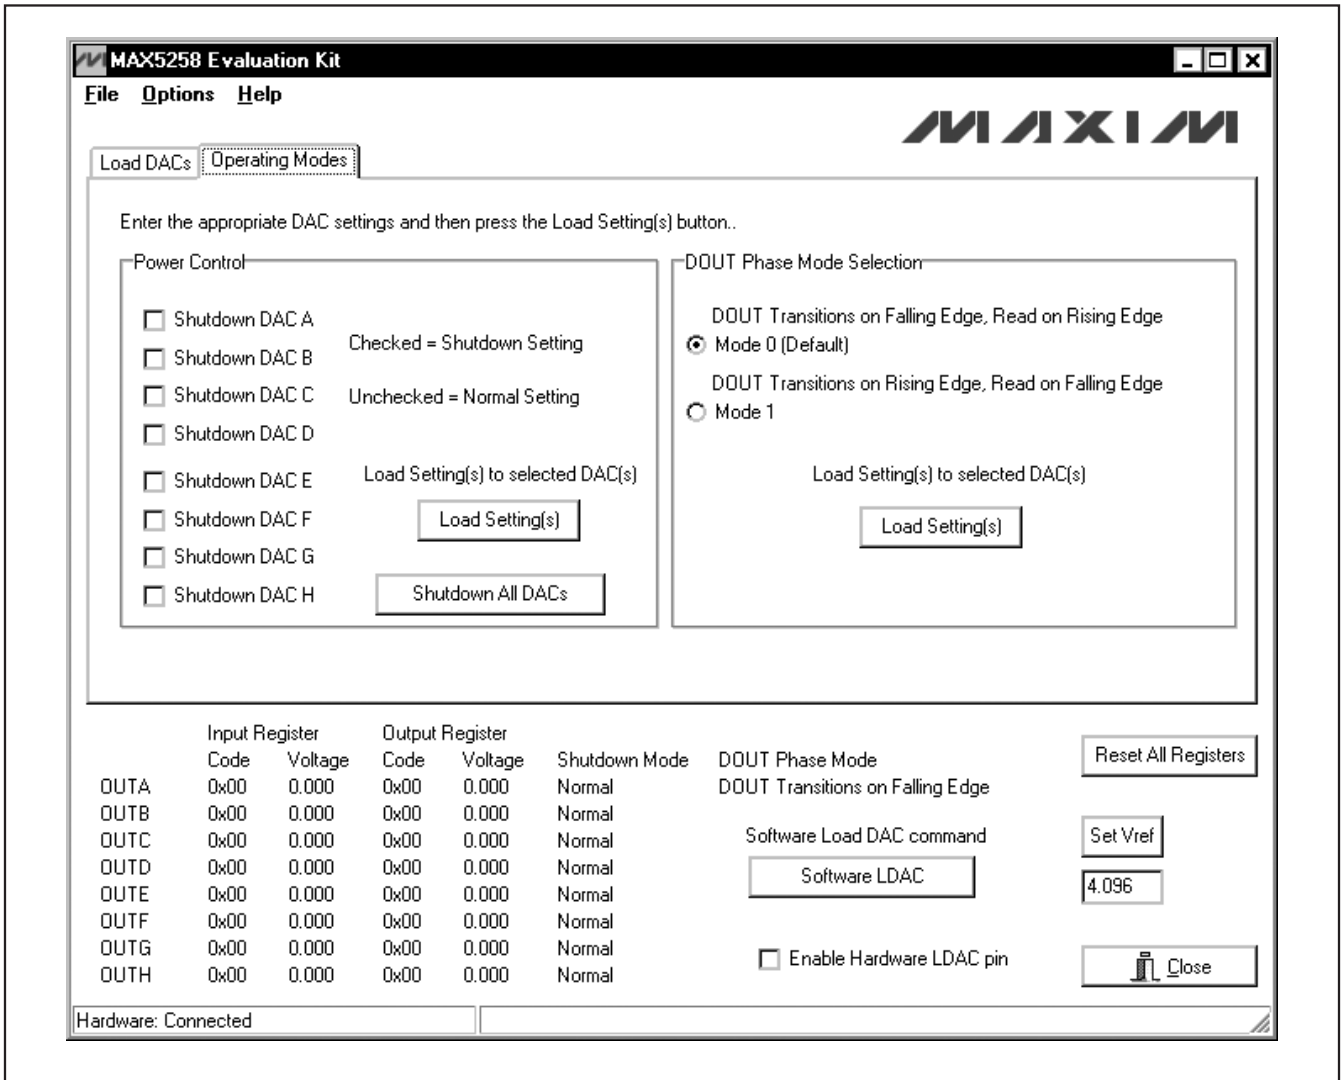 MAX5258 Evaluation Kit
File Options Help
MAXIM
Load DACs Operating Modes
Enter the appropriate DAC settings and then press the Load Setting(s) button..
Power Control
Shutdown DAC A
Shutdown DAC B
Shutdown DAC C
Shutdown DAC D
Shutdown DAC E
Shutdown DAC F
Shutdown DAC G
Shutdown DAC H
Checked = Shutdown Setting
Unchecked = Normal Setting
Load Setting(s) to selected DAC(s)
Load Setting(s)
Shutdown All DACs
DOUT Phase Mode Selection
DOUT Transitions on Falling Edge, Read on Rising Edge
Mode 0 (Default)
DOUT Transitions on Rising Edge, Read on Falling Edge
Mode 1
Load Setting(s) to selected DAC(s)
Load Setting(s)
Input Register Output Register
Code Voltage Code Voltage Shutdown Mode
OUTA 0x00 0.000 0x00 0.000 Normal
OUTB 0x00 0.000 0x00 0.000 Normal
OUTC 0x00 0.000 0x00 0.000 Normal
OUTD 0x00 0.000 0x00 0.000 Normal
OUTE 0x00 0.000 0x00 0.000 Normal
OUTF 0x00 0.000 0x00 0.000 Normal
OUTG 0x00 0.000 0x00 0.000 Normal
OUTH 0x00 0.000 0x00 0.000 Normal
DOUT Phase Mode
DOUT Transitions on Falling Edge
Software Load DAC command
Software LDAC
Enable Hardware LDAC pin
Reset All Registers
Set Vref
4.096
Close
Hardware: Connected